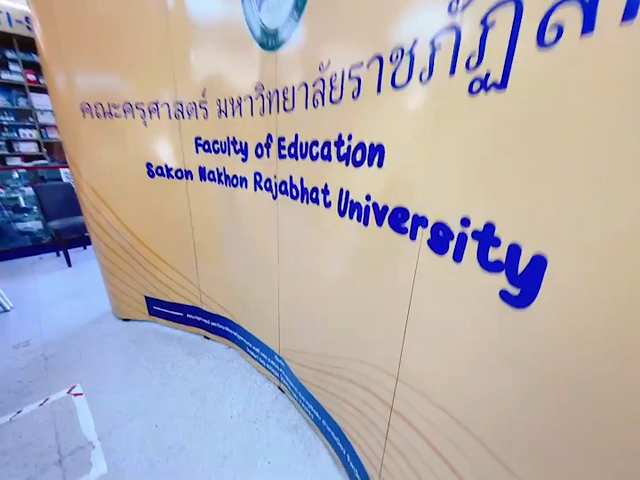 TI-S
คณะครุศาสตร์ มหาวิทยาลัยราชภัฏส
Faculty of Education
Sakon Nakhon Rajabhat University